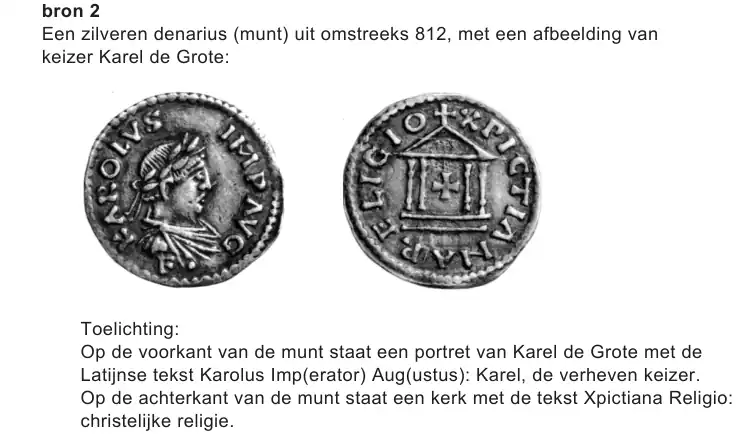 bron 2
Een zilveren denarius (munt) uit omstreeks 812, met een afbeelding van
keizer Karel de Grote:
KAROLVS IMP AVG
F
XPICTIANA RELIGIO
Toelichting:
Op de voorkant van de munt staat een portret van Karel de Grote met de
Latijnse tekst Karolus Imp(erator) Aug(ustus): Karel, de verheven keizer.
Op de achterkant van de munt staat een kerk met de tekst Xpictiana Religio:
christelijke religie.